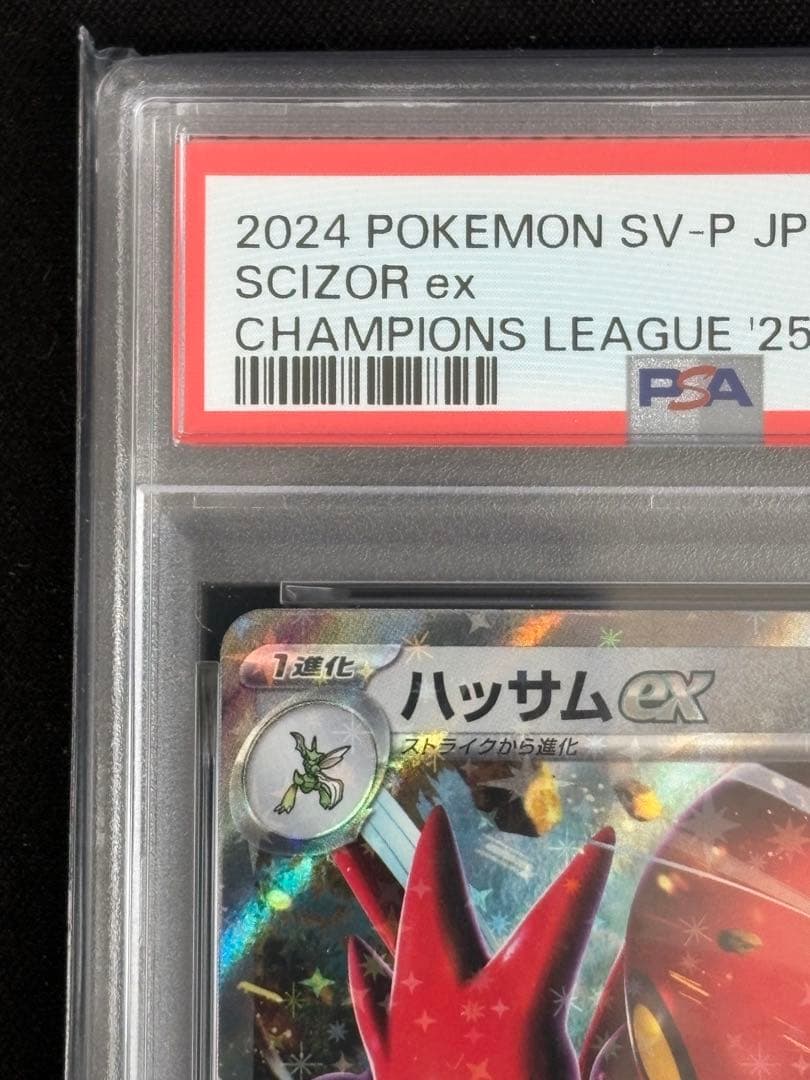 2024 POKEMON SV-P JP
SCIZOR ex
CHAMPIONS LEAGUE '25
PSA
1進化
ハッサムex
ストライクから進化